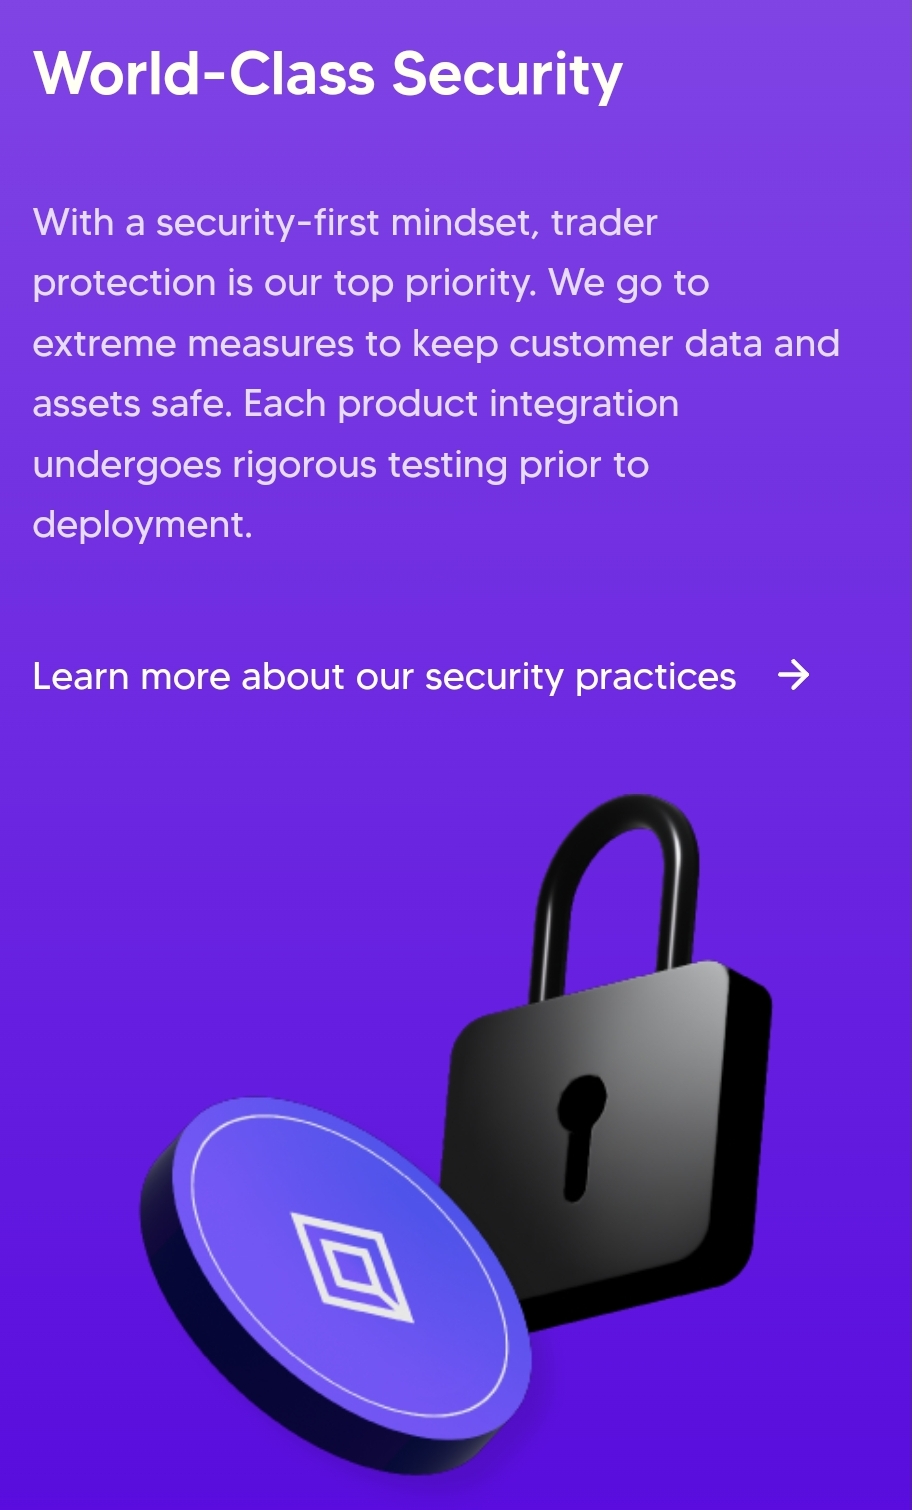 World-Class Security
With a security-first mindset, trader
protection is our top priority. We go to
extreme measures to keep customer data and
assets safe. Each product integration
undergoes rigorous testing prior to
deployment.
Learn more about our security practices →